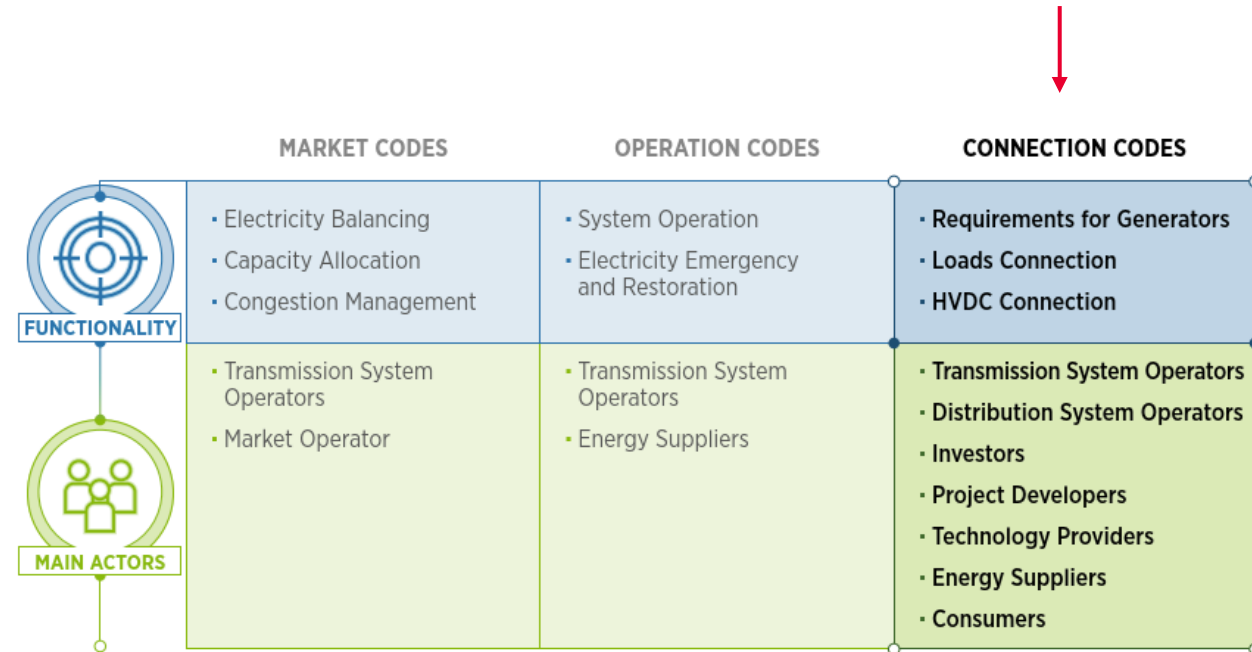 MARKET CODES
OPERATION CODES
CONNECTION CODES
FUNCTIONALITY
▪ Electricity Balancing
▪ Capacity Allocation
▪ Congestion Management
▪ System Operation
▪ Electricity Emergency
and Restoration
▪ Requirements for Generators
▪ Loads Connection
▪ HVDC Connection
MAIN ACTORS
▪ Transmission System
Operators
▪ Market Operator
▪ Transmission System
Operators
▪ Energy Suppliers
▪ Transmission System Operators
▪ Distribution System Operators
▪ Investors
▪ Project Developers
▪ Technology Providers
▪ Energy Suppliers
▪ Consumers